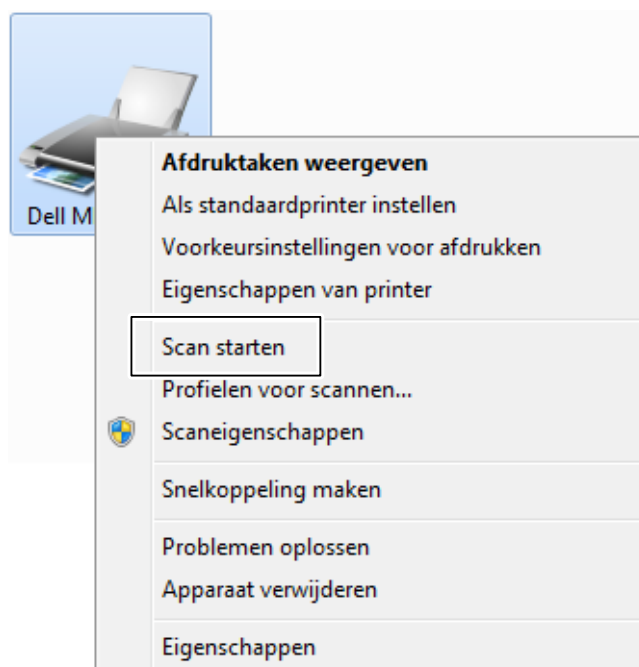 Dell M
Afdruktaken weergeven
Als standaardprinter instellen
Voorkeursinstellingen voor afdrukken
Eigenschappen van printer
Scan starten
Profielen voor scannen...
Scaneigenschappen
Snelkoppeling maken
Problemen oplossen
Apparaat verwijderen
Eigenschappen